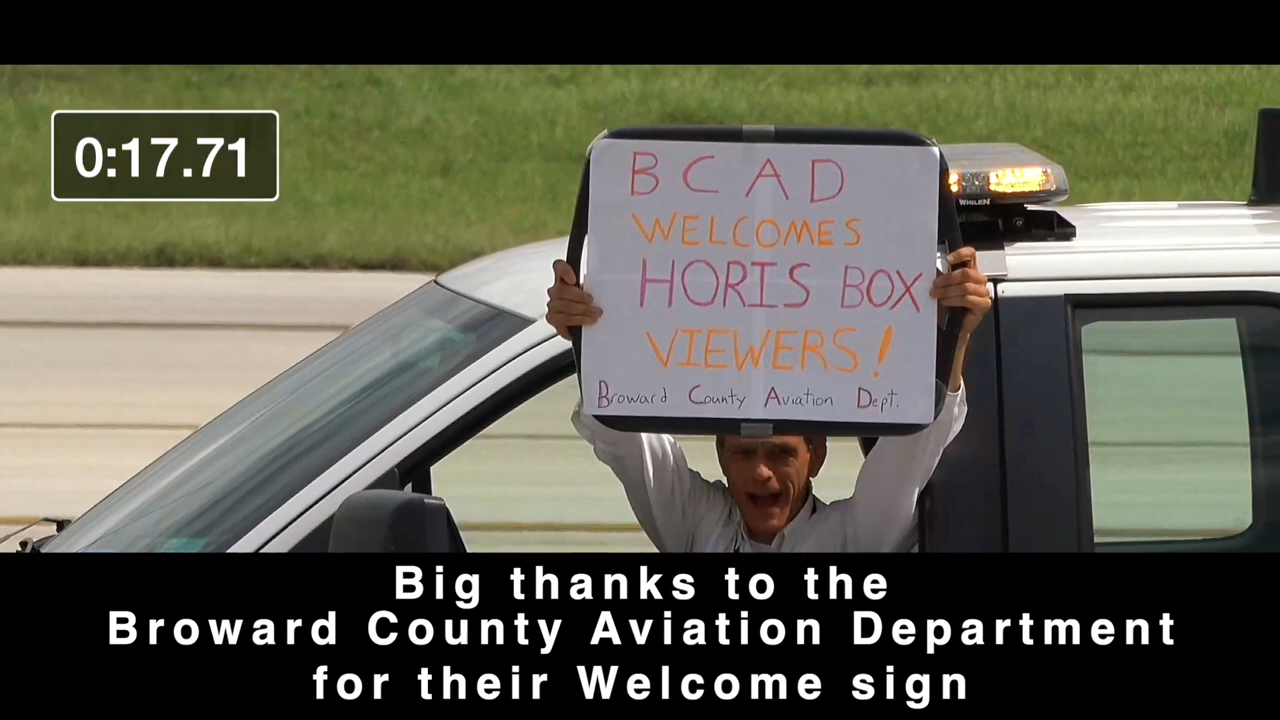 0:17.71
B C A D
WELCOMES
HORIS BOX
VIEWERS!
Broward County Aviation Dept.
WHELEN
Big thanks to the
Broward County Aviation Department
for their Welcome sign